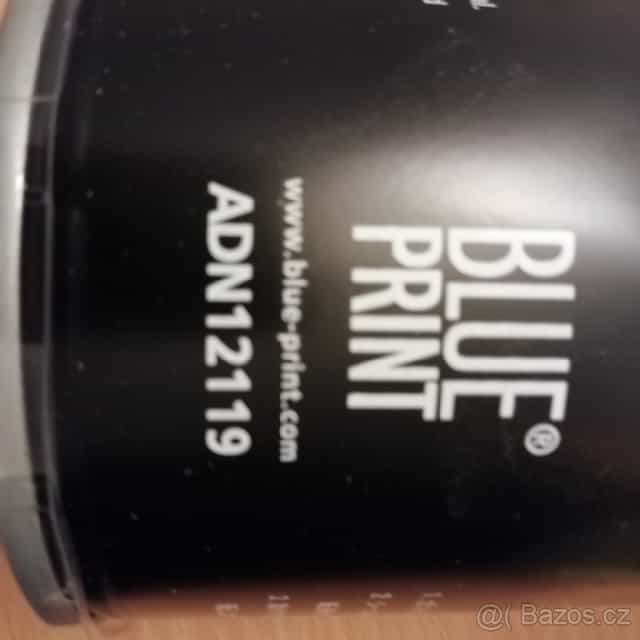 BLUE
PRINT®
www.blue-print.com
ADN12119
@( Bazos.cz